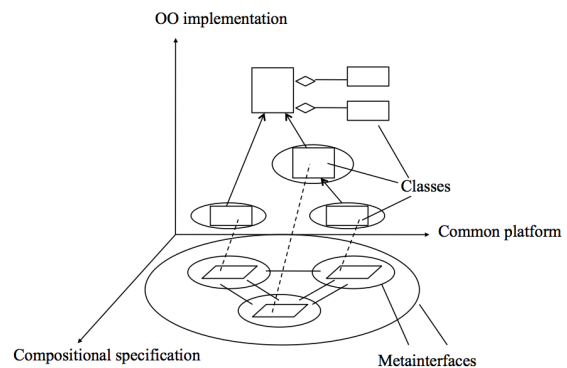 OO implementation
Classes
Common platform
Compositional specification
Metainterfaces